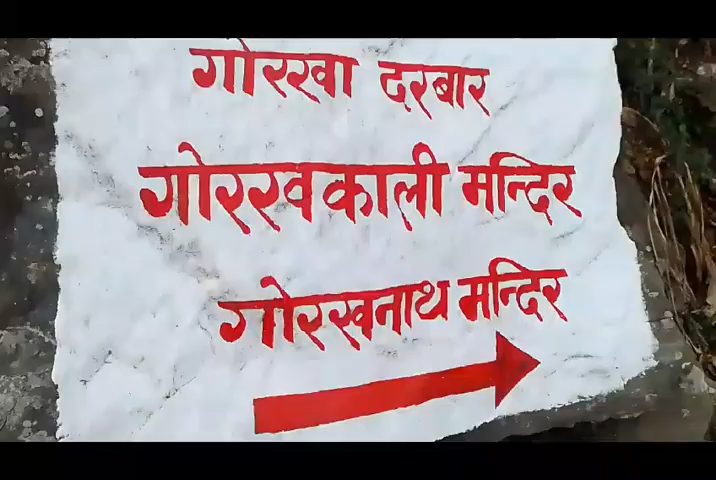 गोरखा दरबार
गोरखकाली मन्दिर
गोरखनाथ मन्दिर